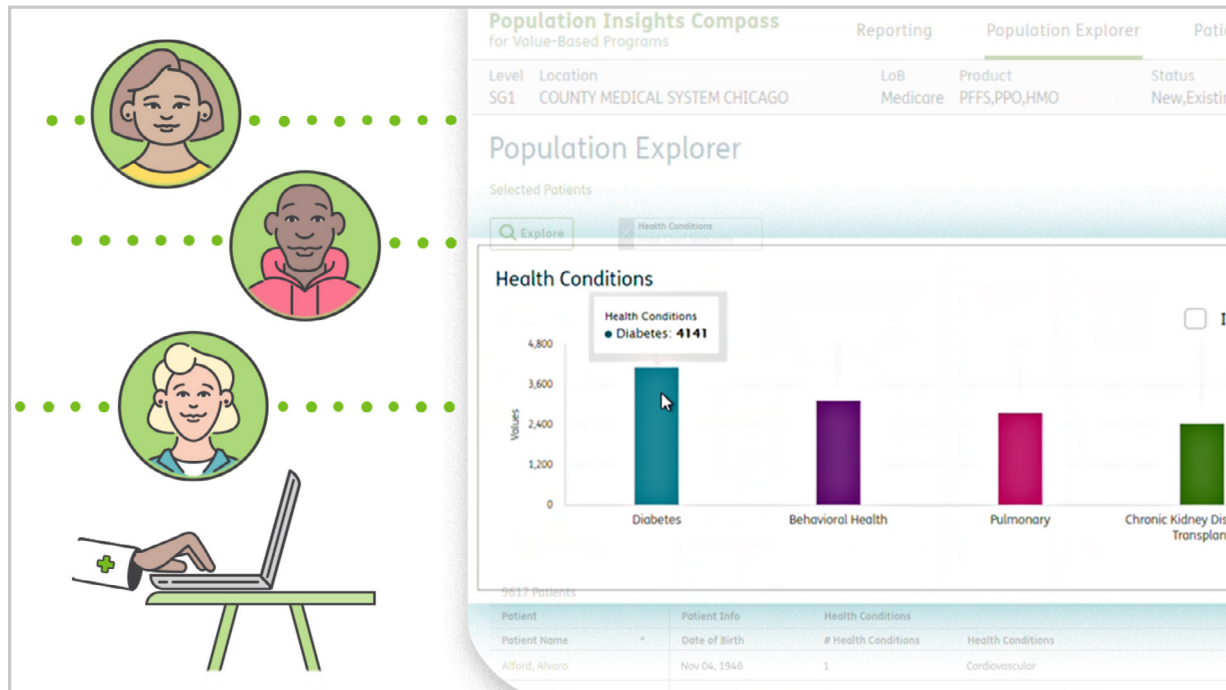 Population Insights Compass
for Value-Based Programs
Reporting
Population Explorer
Level
Location
LoB
Product
Status
SG1
COUNTY MEDICAL SYSTEM CHICAGO
Medicare
PFFS,PPO,HMO
Population Explorer
Selected Patients
Explore
Health Conditions
Health Conditions
Health Conditions
Diabetes: 4141
4,800
3,600
2,400
1,200
0
Values
Diabetes
Behavioral Health
Pulmonary
Chronic Kidney Dis
Transplan
9617 Patients
Patient
Patient Info
Health Conditions
Patient Name
Date of Birth
# Health Conditions
Health Conditions
Alford, Alvaro
Nov 04, 1946
1
Cardiovascular